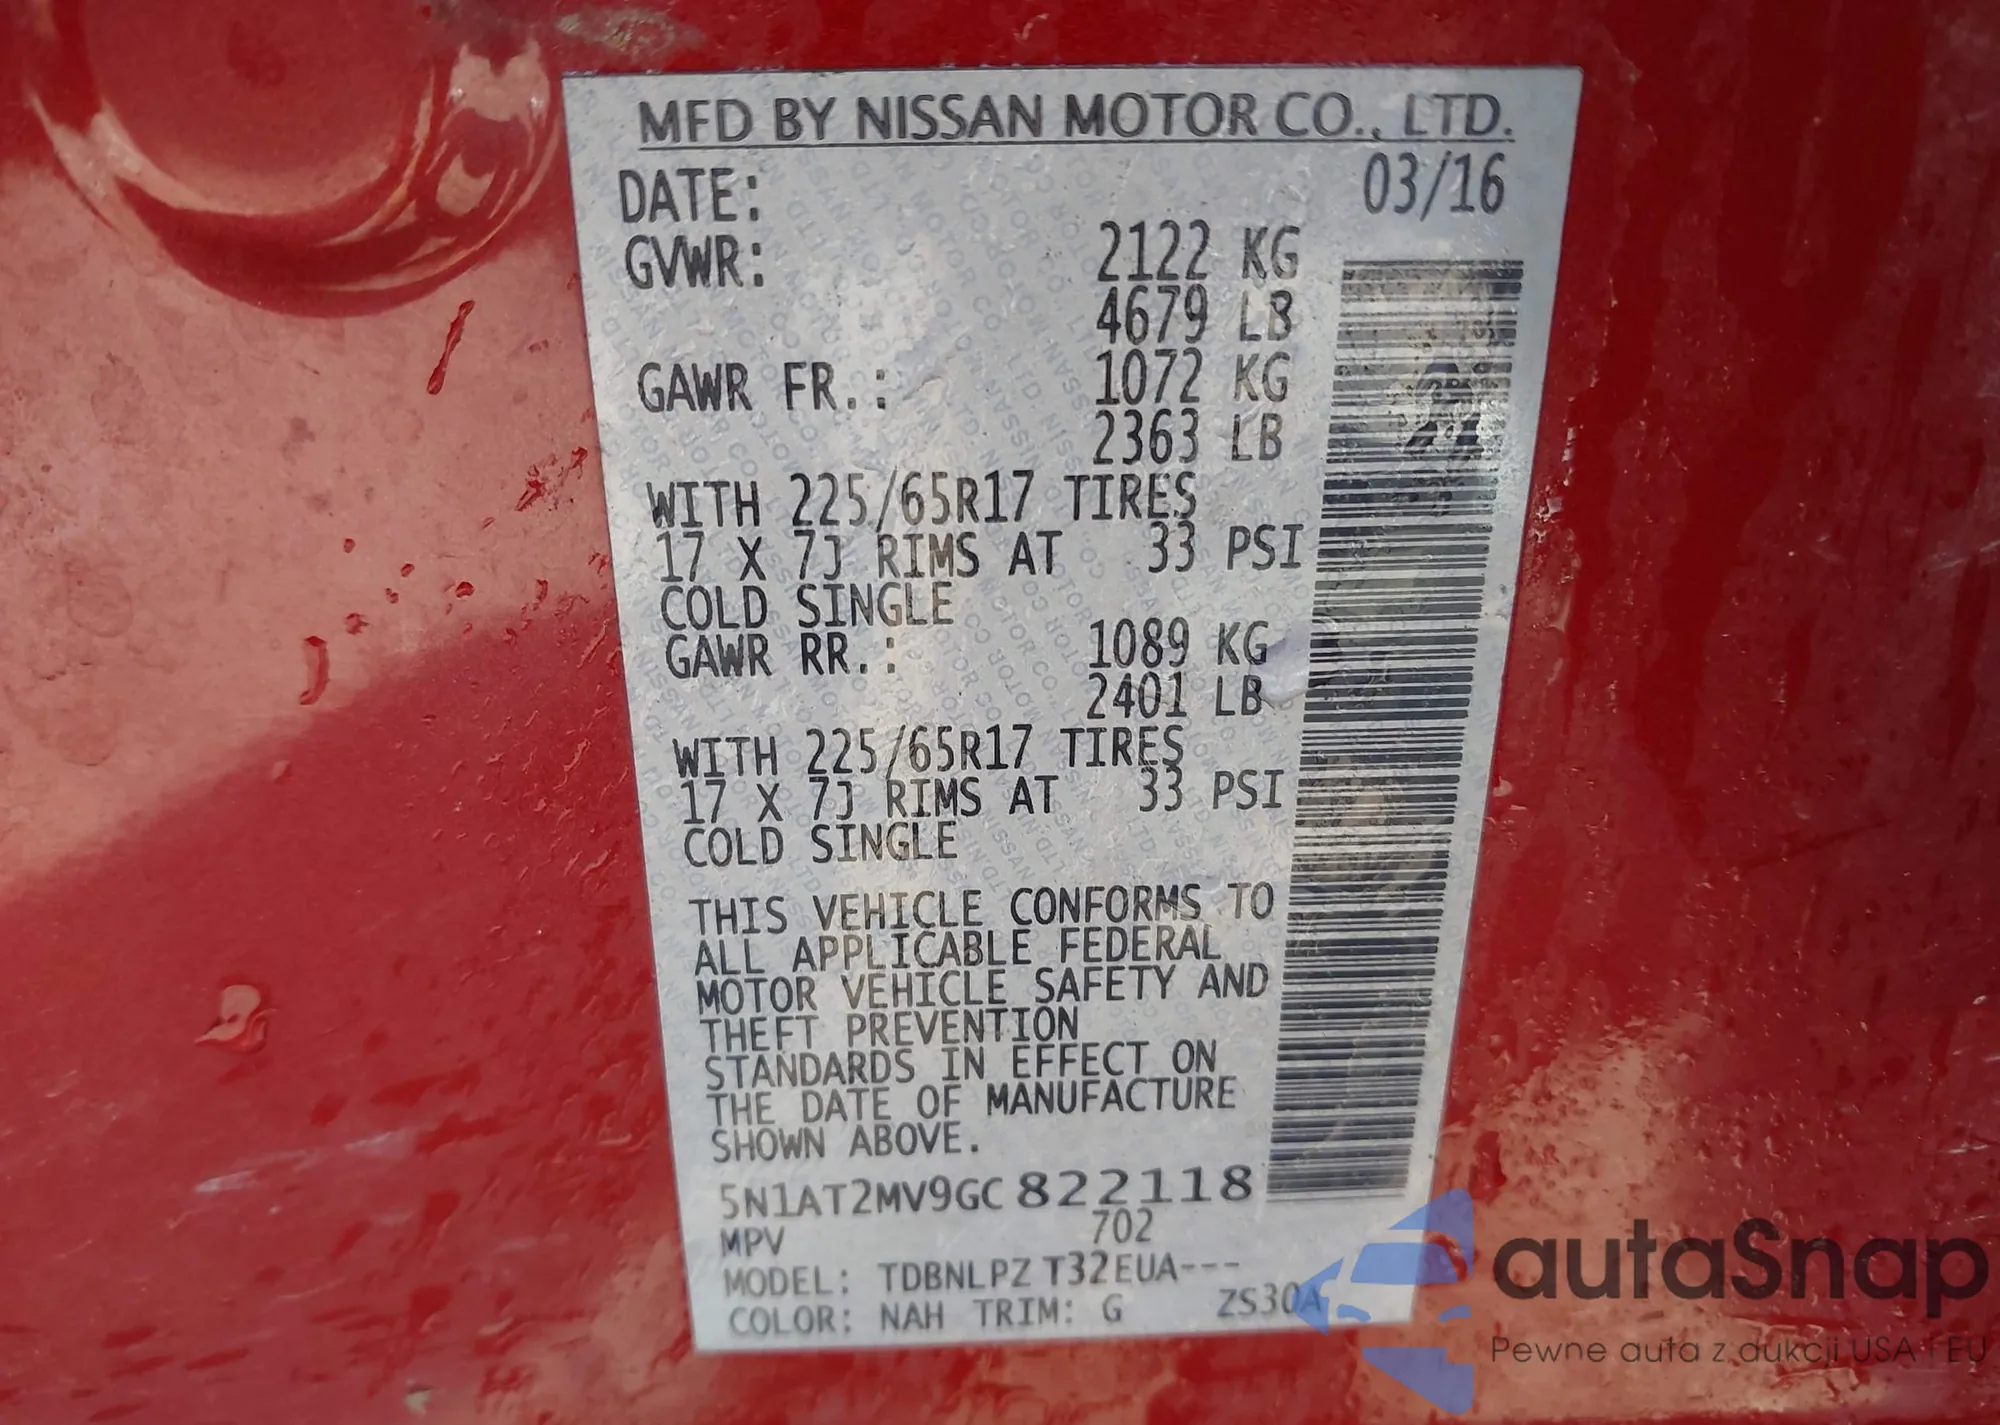 MFD BY NISSAN MOTOR CO., LTD.
DATE: 03/16
GVWR: 2122 KG
4679 LB
GAWR FR.: 1072 KG
2363 LB
WITH 225/65R17 TIRES
17 X 7J RIMS AT 33 PSI
COLD SINGLE
GAWR RR.: 1089 KG
2401 LB
WITH 225/65R17 TIRES
17 X 7J RIMS AT 33 PSI
COLD SINGLE
THIS VEHICLE CONFORMS TO
ALL APPLICABLE FEDERAL
MOTOR VEHICLE SAFETY AND
THEFT PREVENTION
STANDARDS IN EFFECT ON
THE DATE OF MANUFACTURE
SHOWN ABOVE.
5N1AT2MV9GC822118
MPV 702
MODEL: TDBNLPZ T32EUA---
COLOR: NAH TRIM: G ZS30A
autaSnap
Pewne auta z dukcji USA i EU